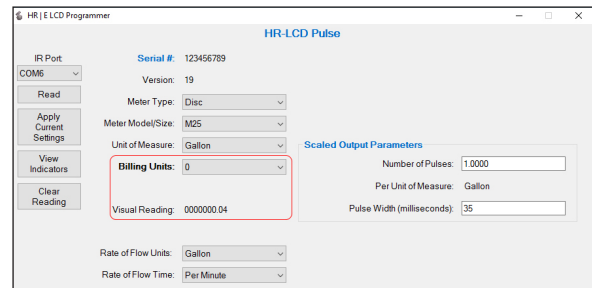 HR | E LCD Programmer
HR-LCD Pulse
IR Port
COM6
Read
Apply
Current
Settings
View
Indicators
Clear
Reading
Serial #: 123456789
Version: 19
Meter Type: Disc
Meter Model/Size: M25
Unit of Measure: Gallon
Billing Units: 0
Visual Reading: 0000000.04
Rate of Flow Units: Gallon
Rate of Flow Time: Per Minute
Scaled Output Parameters
Number of Pulses: 1.0000
Per Unit of Measure: Gallon
Pulse Width (milliseconds): 35